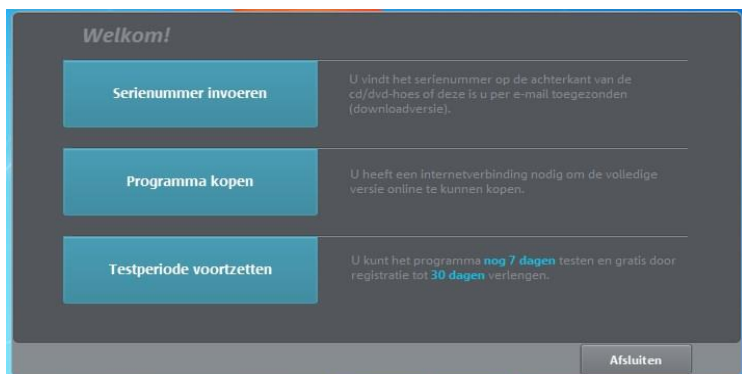 Welkom!
Serienummer invoeren
U vindt het serienummer op de achterkant van de
cd/dvd-hoes of deze is u per e-mail toegezonden
(downloadversie).
Programma kopen
U heeft een internetverbinding nodig om de volledige
versie online te kunnen kopen.
Testperiode voortzetten
U kunt het programma nog 7 dagen testen en gratis door
registratie tot 30 dagen verlengen.
Afsluiten